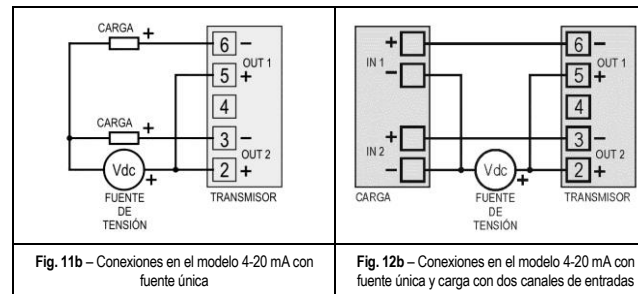 CARGA
+
6 –
OUT 1
5 +
4
CARGA
+
3 –
OUT 2
Vdc
+
2 +
FUENTE
DE
TENSIÓN
TRANSMISOR
Fig. 11b – Conexiones en el modelo 4-20 mA con
fuente única
+
IN 1
–
+
IN 2
–
CARGA
6 –
OUT 1
5 +
4
3 –
OUT 2
Vdc
+
2 +
FUENTE
DE
TENSIÓN
TRANSMISOR
Fig. 12b – Conexiones en el modelo 4-20 mA con
fuente única y carga con dos canales de entradas